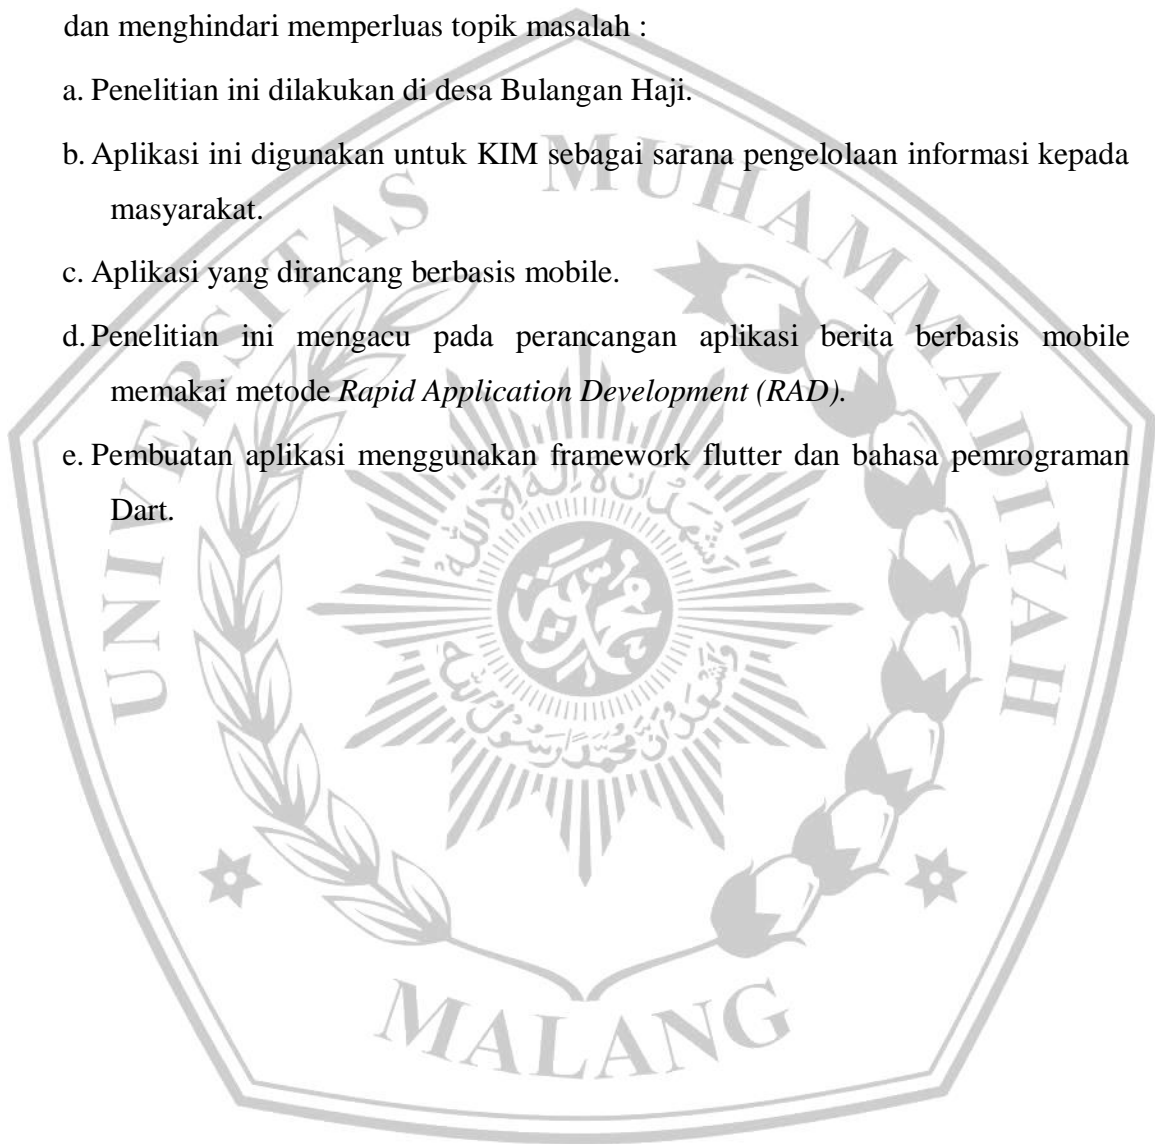 dan menghindari memperluas topik masalah :
a. Penelitian ini dilakukan di desa Bulangan Haji.
b. Aplikasi ini digunakan untuk KIM sebagai sarana pengelolaan informasi kepada
masyarakat.
c. Aplikasi yang dirancang berbasis mobile.
d. Penelitian ini mengacu pada perancangan aplikasi berita berbasis mobile
memakai metode Rapid Application Development (RAD).
e. Pembuatan aplikasi menggunakan framework flutter dan bahasa pemrograman
Dart.
UNIVERSITAS MUHAMMADIYAH
MALANG